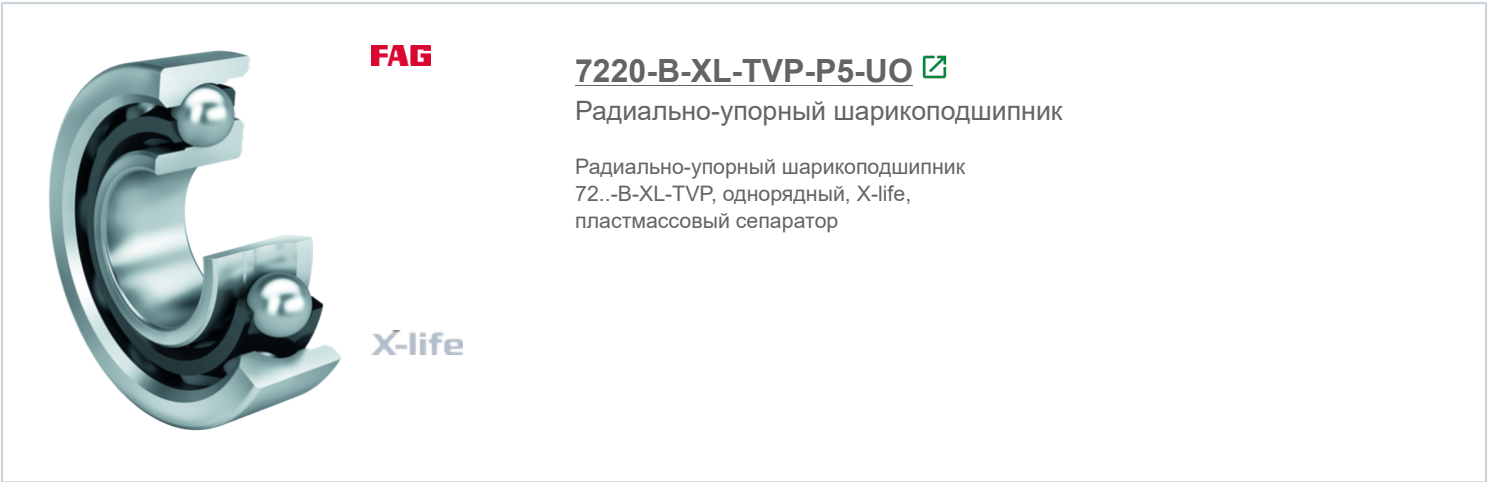 FAG
7220-B-XL-TVP-P5-UO
Радиально-упорный шарикоподшипник
Радиально-упорный шарикоподшипник
72..-B-XL-TVP, однорядный, X-life,
пластмассовый сепаратор
X-life